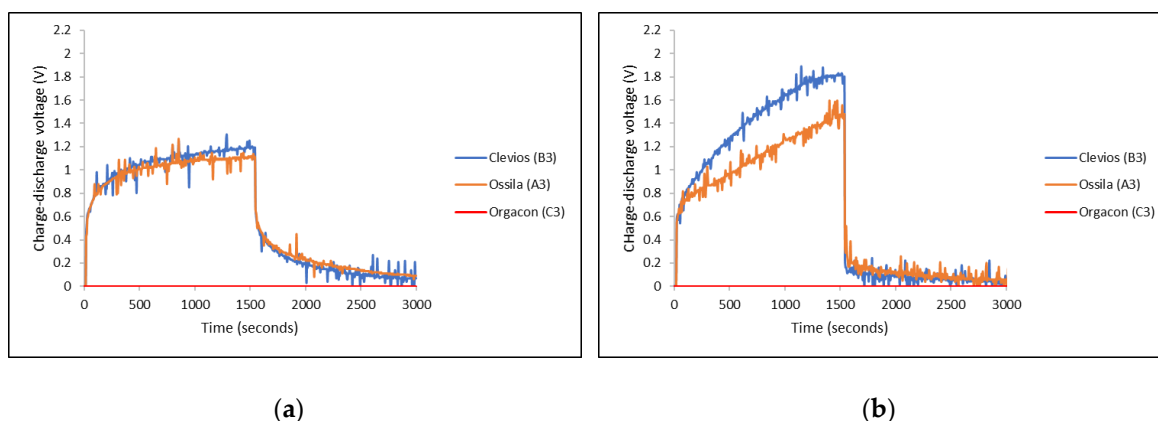 2.2
2
1.8
1.6
1.4
1.2
1
0.8
0.6
0.4
0.2
0
Charge-discharge voltage (V)
0 500 1000 1500 2000 2500 3000
Time (seconds)
Clevios (B3)
Ossila (A3)
Orgacon (C3)
(a)
2.2
2
1.8
1.6
1.4
1.2
1
0.8
0.6
0.4
0.2
0
CHarge-discharge voltage (V)
0 500 1000 1500 2000 2500 3000
Time (seconds)
Clevios (B3)
Ossila (A3)
Orgacon (C3)
(b)